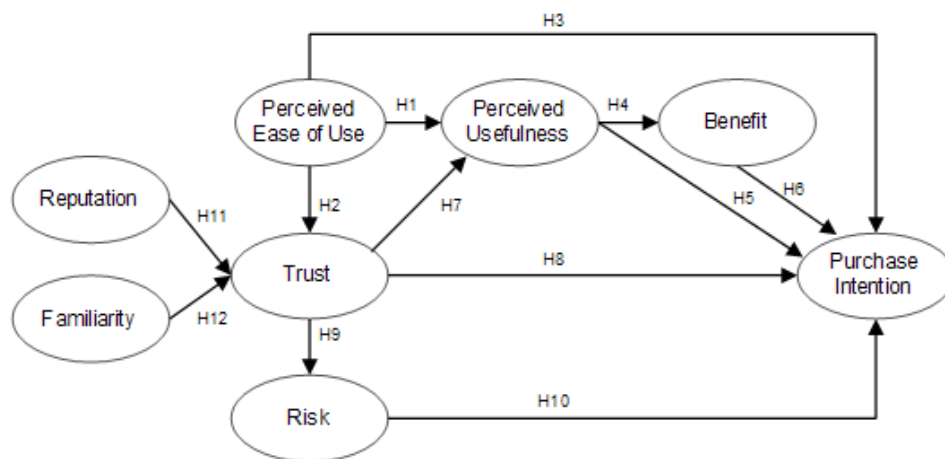 H3
Perceived
Ease of Use
H1
Perceived
Usefulness
H4
Benefit
Reputation
H11
H2
H7
H5
H6
Trust
H8
Purchase
Intention
Familiarity
H12
H9
Risk
H10